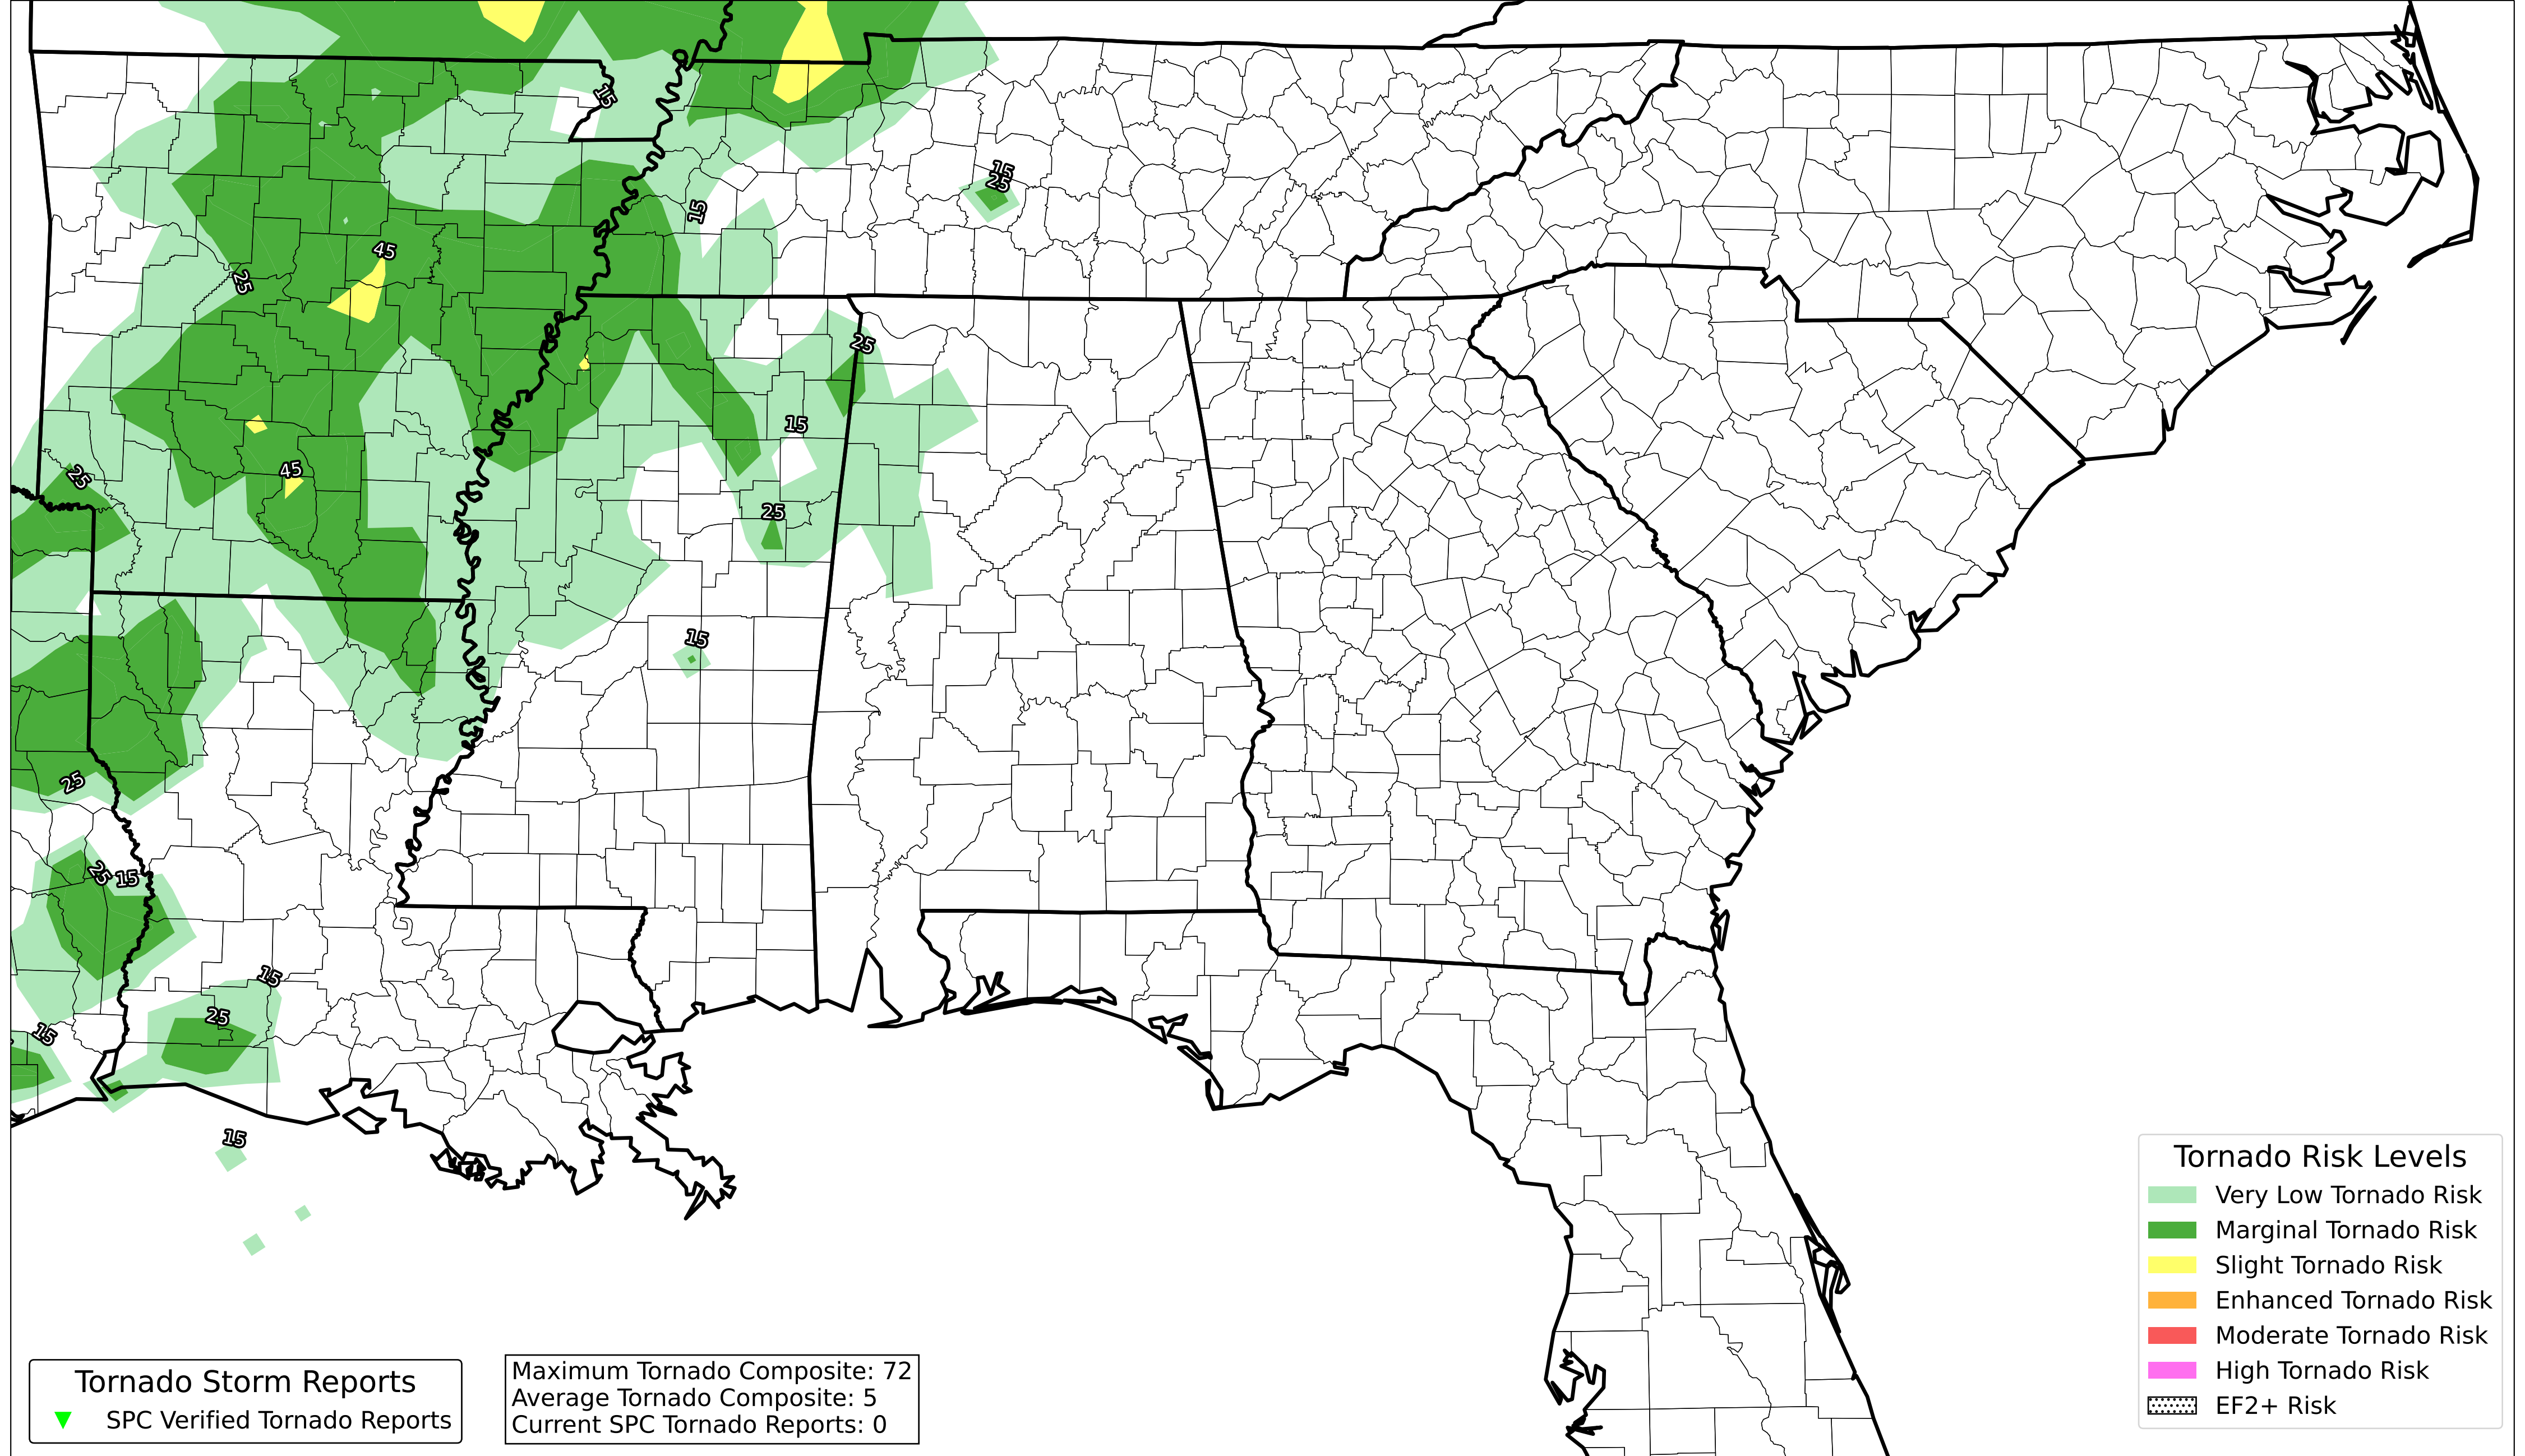 15
15
25
15
45
25
25
15
45
25
25
15
25
25
15
15
25
15
15
Tornado Risk Levels
Very Low Tornado Risk
Marginal Tornado Risk
Slight Tornado Risk
Enhanced Tornado Risk
Moderate Tornado Risk
High Tornado Risk
EF2+ Risk
Tornado Storm Reports
SPC Verified Tornado Reports
Maximum Tornado Composite: 72
Average Tornado Composite: 5
Current SPC Tornado Reports: 0